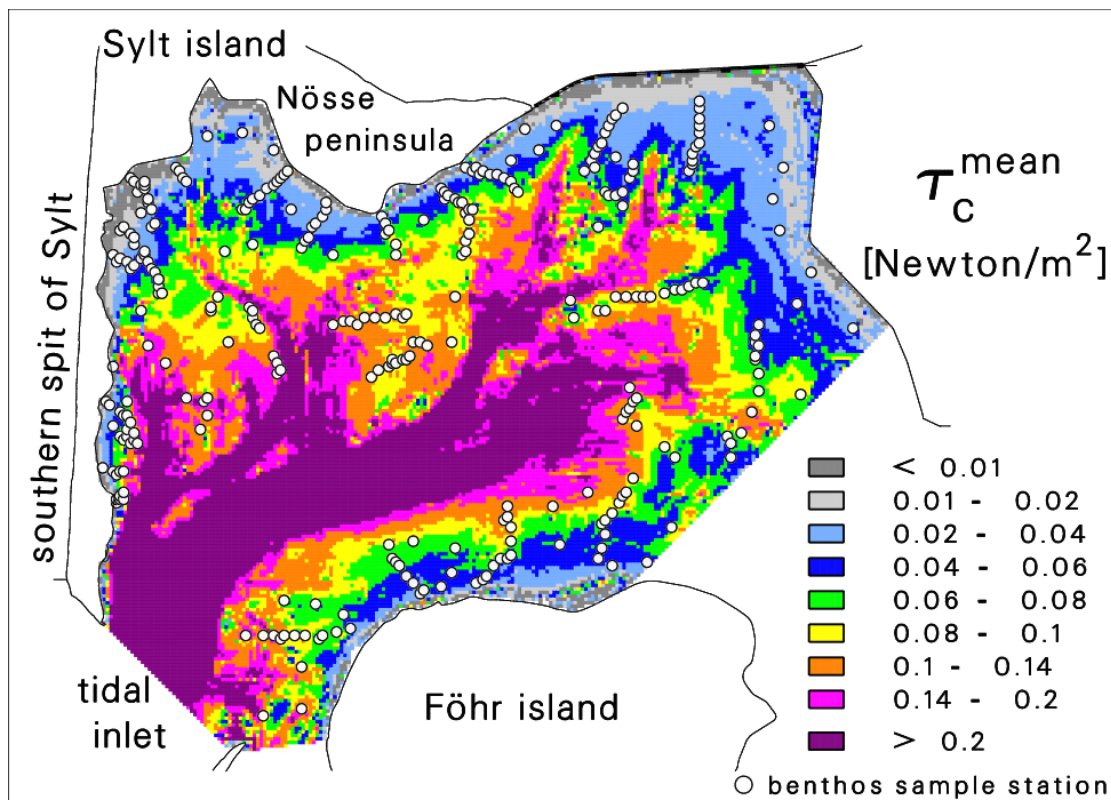 Sylt island
Nösse
peninsula
southern spit of Sylt
τ_c^mean
[Newton/m²]
< 0.01
0.01 - 0.02
0.02 - 0.04
0.04 - 0.06
0.06 - 0.08
0.08 - 0.1
0.1 - 0.14
0.14 - 0.2
> 0.2
tidal
inlet
Föhr island
benthos sample station